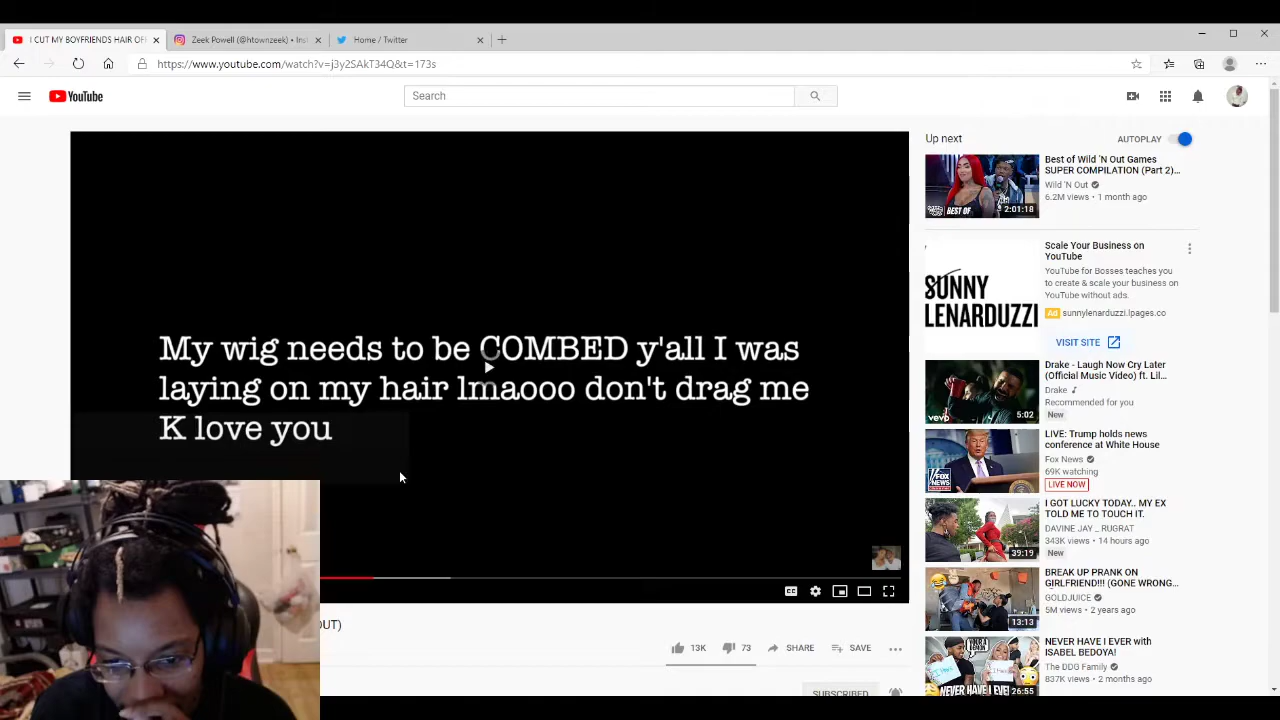 I CUT MY BOYFRIENDS HAIR OFF
Zeek Powell (@htownzeek) • Inst
Home / Twitter
https://www.youtube.com/watch?v=j3y2SAkT34Q&t=173s
YouTube
Search
My wig needs to be COMBED y'all I was
laying on my hair lmaooo don't drag me
K love you
OUT)
13K
73
SHARE
SAVE
SUBSCRIBED
Up next
AUTOPLAY
BEST OF
2:01:18
Best of Wild 'N Out Games
SUPER COMPILATION (Part 2)...
Wild 'N Out
6.2M views • 1 month ago
SUNNY
LENARDUZZI
Scale Your Business on
YouTube
YouTube for Bosses teaches you
to create & scale your business on
YouTube without ads.
Ad sunnylenarduzzi.lpages.co
VISIT SITE
vevo
5:02
Drake - Laugh Now Cry Later
(Official Music Video) ft. Lil...
Drake
Recommended for you
New
LIVE: Trump holds news
conference at White House
Fox News
69K watching
LIVE NOW
39:19
I GOT LUCKY TODAY.. MY EX
TOLD ME TO TOUCH IT.
DAVINE JAY _ RUGRAT
343K views • 14 hours ago
New
13:13
BREAK UP PRANK ON
GIRLFRIEND!!! (GONE WRONG...
GOLDJUICE
5M views • 2 years ago
NEVER HAVE I EVER
26:55
NEVER HAVE I EVER with
ISABEL BEDOYA!
The DDG Family
837K views • 2 months ago